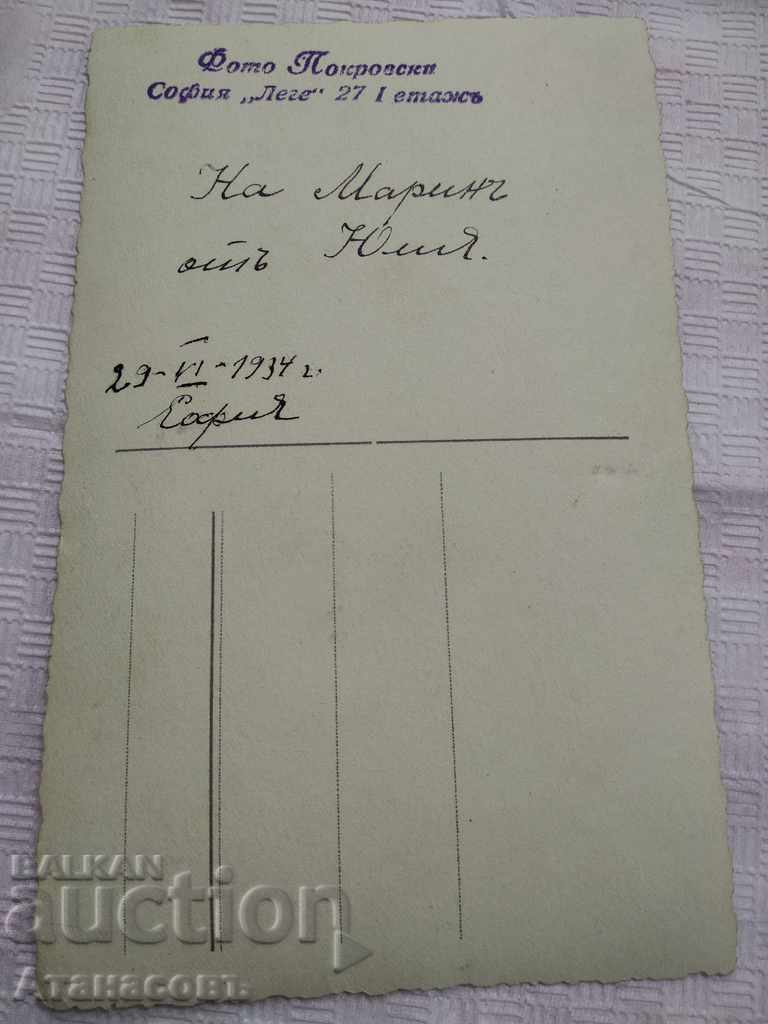 Фото Покровски
София „Леге“ 27 I етажъ
На Маринъ
отъ Юлия.
29-VI-1934 г.
София
BALKAN
auction
Атанасовъ